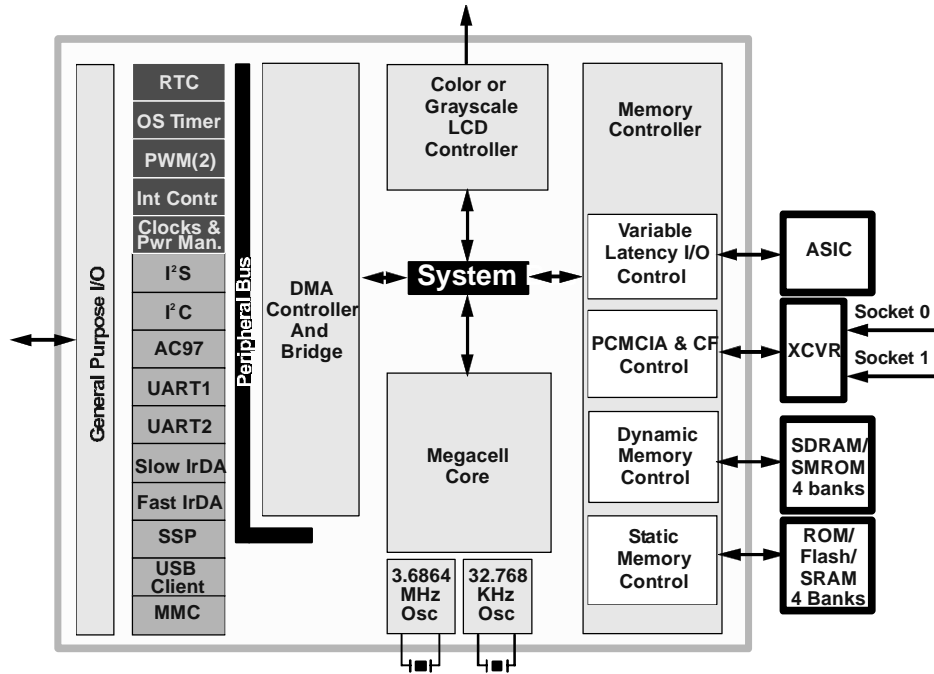 General Purpose I/O
RTC
OS Timer
PWM(2)
Int Contr.
Clocks &
Pwr Man.
I²S
I²C
AC97
UART1
UART2
Slow IrDA
Fast IrDA
SSP
USB
Client
MMC
Peripheral Bus
DMA
Controller
And
Bridge
Color or
Grayscale
LCD
Controller
System
Megacell
Core
3.6864
MHz
Osc
32.768
KHz
Osc
Memory
Controller
Variable
Latency I/O
Control
PCMCIA & CF
Control
Dynamic
Memory
Control
Static
Memory
Control
ASIC
XCVR
Socket 0
Socket 1
SDRAM/
SMROM
4 banks
ROM/
Flash/
SRAM
4 Banks